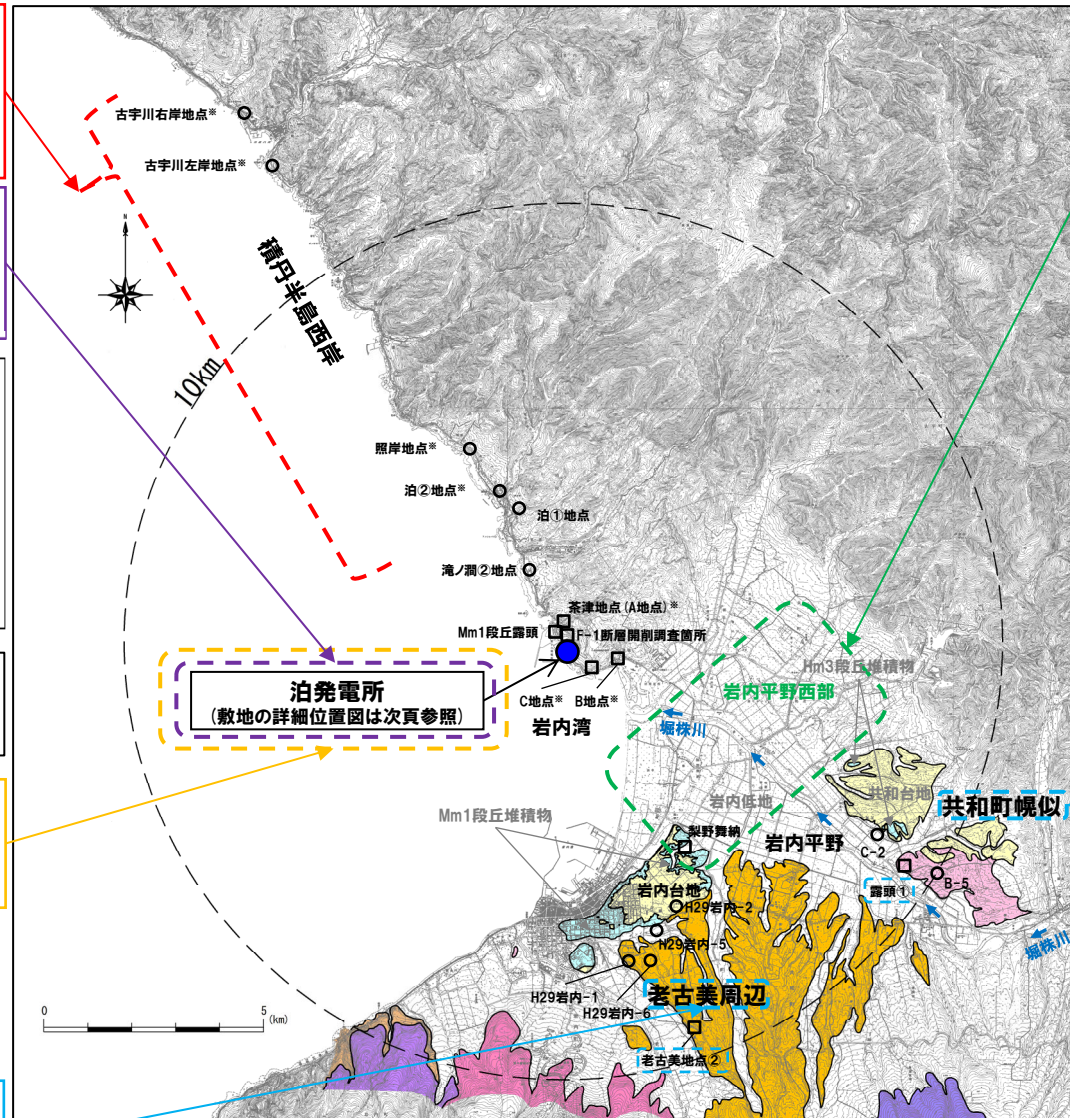 古宇川右岸地点※
古宇川左岸地点※
N
積丹半島西岸
10km
照岸地点※
泊②地点※
泊①地点
滝ノ澗②地点
茶津地点(A地点)※
Mm1段丘露頭
F-1断層開削調査箇所
泊発電所
(敷地の詳細位置図は次頁参照)
C地点※
B地点※
岩内湾
Hm3段丘堆積物
岩内平野西部
堀株川
岩内低地
共和台地
共和町幌似
Mm1段丘堆積物
梨野舞納
岩内平野
C-2
B-5
露頭①
堀株川
岩内台地
H29岩内-2
H29岩内-5
H29岩内-1
H29岩内-6
老古美周辺
老古美地点②
0
5
(km)